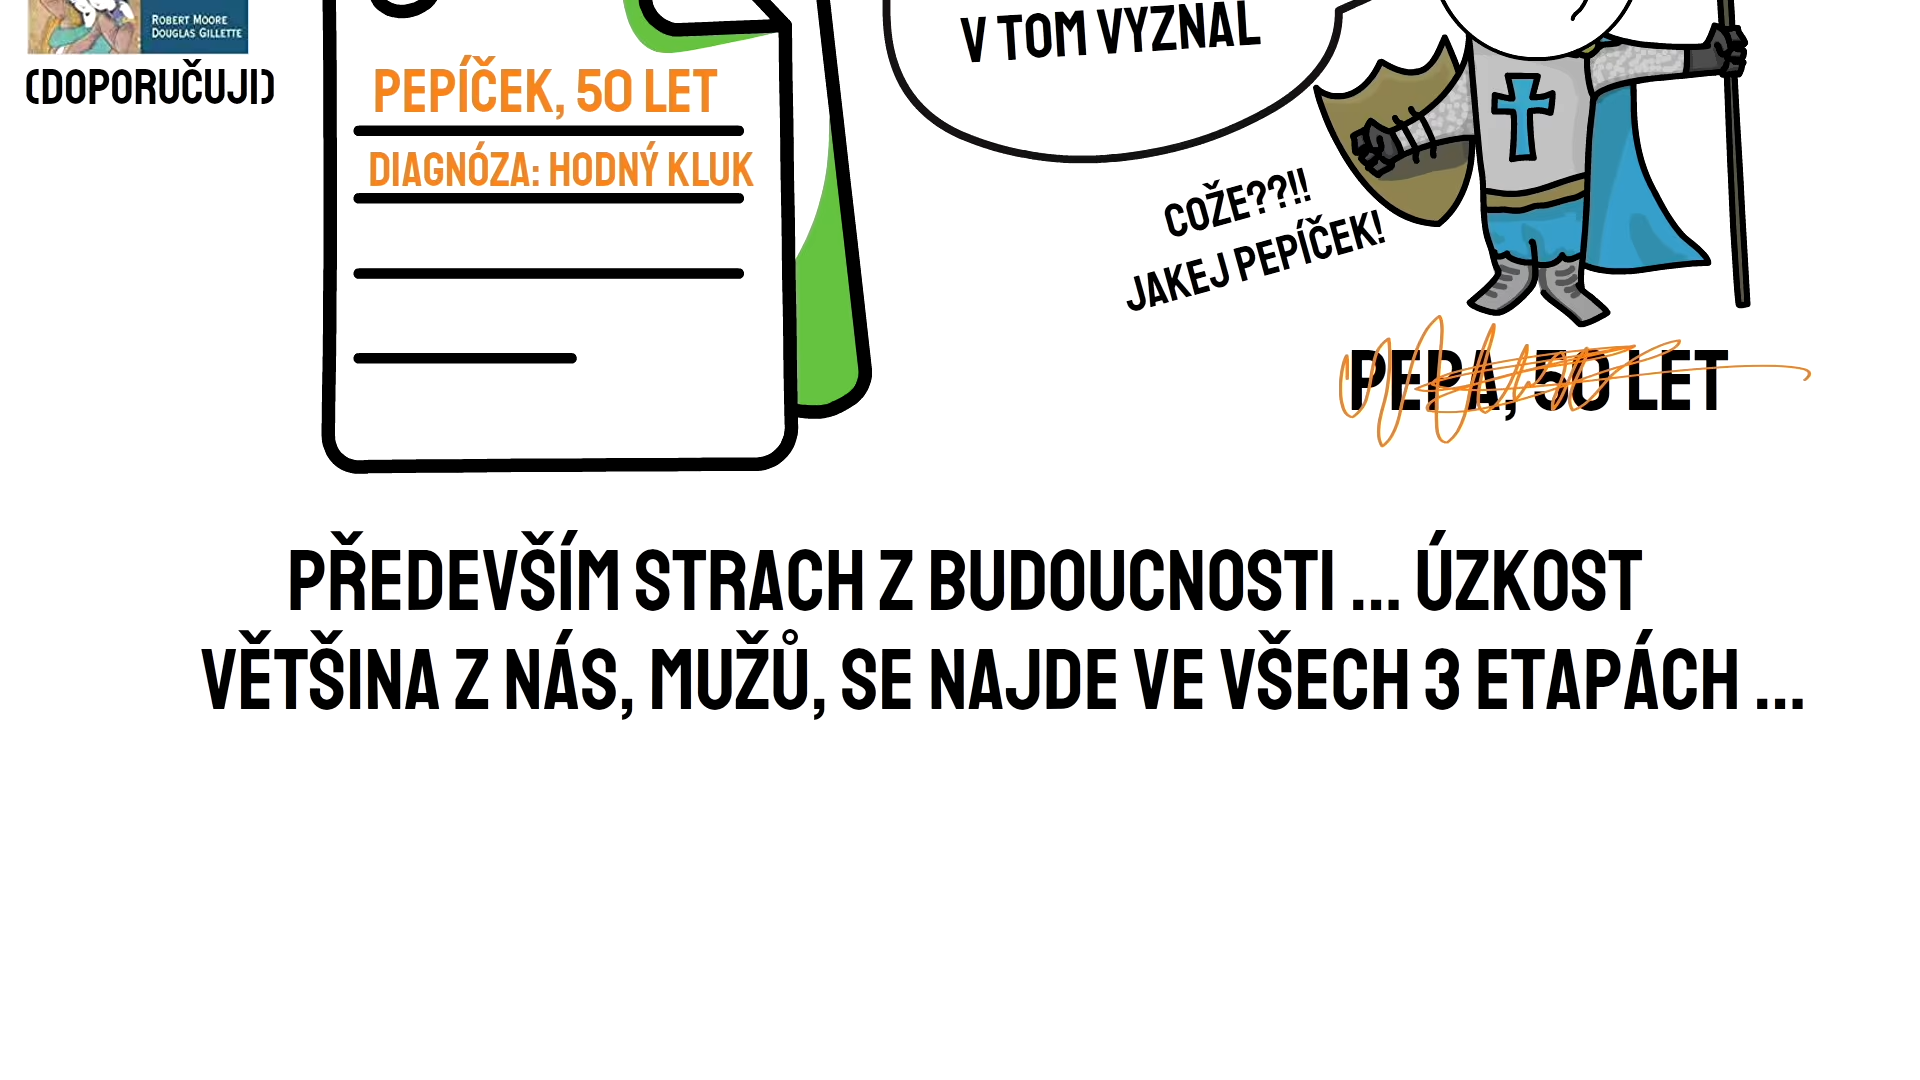 ROBERT MOORE
DOUGLAS GILLETTE
(DOPORUČUJI)
PEPÍČEK, 50 LET
DIAGNÓZA: HODNÝ KLUK
V TOM VYZNAL
COŽE??!!
JAKEJ PEPÍČEK!
PEPA, 50 LET
PŘEDEVŠÍM STRACH Z BUDOUCNOSTI ... ÚZKOST
VĚTŠINA Z NÁS, MUŽŮ, SE NAJDE VE VŠECH 3 ETAPÁCH ...